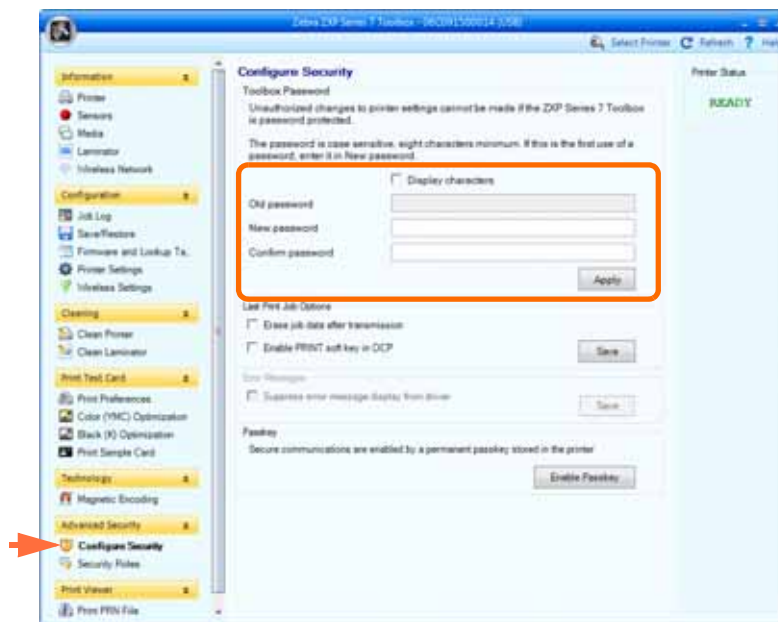 Zebra ZXP Series 7 Toolbox - 06C091500014 (USB)
Select Printer
Refresh
Information
Printer
Sensors
Media
Laminator
Wireless Network
Configuration
Job Log
Save/Restore
Firmware and Lookup Ta..
Printer Settings
Wireless Settings
Cleaning
Clean Printer
Clean Laminator
Print Test Card
Print Preferences
Color (YMC) Optimization
Black (K) Optimization
Print Sample Card
Technology
Magnetic Encoding
Advanced Security
Configure Security
Security Roles
Print Viewer
Print PRN File
Configure Security
Toolbox Password
Unauthorized changes to printer settings cannot be made if the ZXP Series 7 Toolbox
is password protected.
The password is case sensitive, eight characters minimum. If this is the first use of a
password, enter it in New password.
Display characters
Old password
New password
Confirm password
Apply
Last Print Job Options
Erase job data after transmission
Enable PRINT soft key in OCP
Save
Error Messages
Suppress error message display from driver
Save
Passkey
Secure communications are enabled by a permanent passkey stored in the printer
Enable Passkey
Printer Status
READY